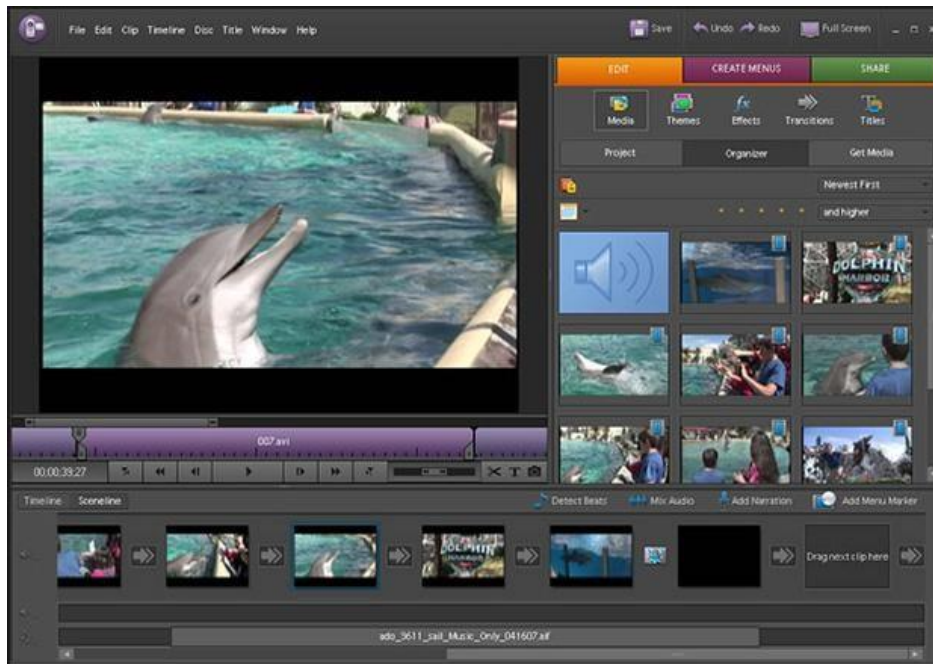 File Edit Clip Timeline Disc Title Window Help
Save Undo Redo Full Screen
EDIT CREATE MENUS SHARE
Media Themes Effects Transitions Titles
Project Organizer Get Media
Newest First
and higher
DOLPHIN
HARBOR
007.avi
00;00;39;27
Timeline Sceneline Detect Beats Mix Audio Add Narration Add Menu Marker
DOLPHIN
HARBOR
Drag next clip here
ado_3611_sail_Music_Only_041607.aif